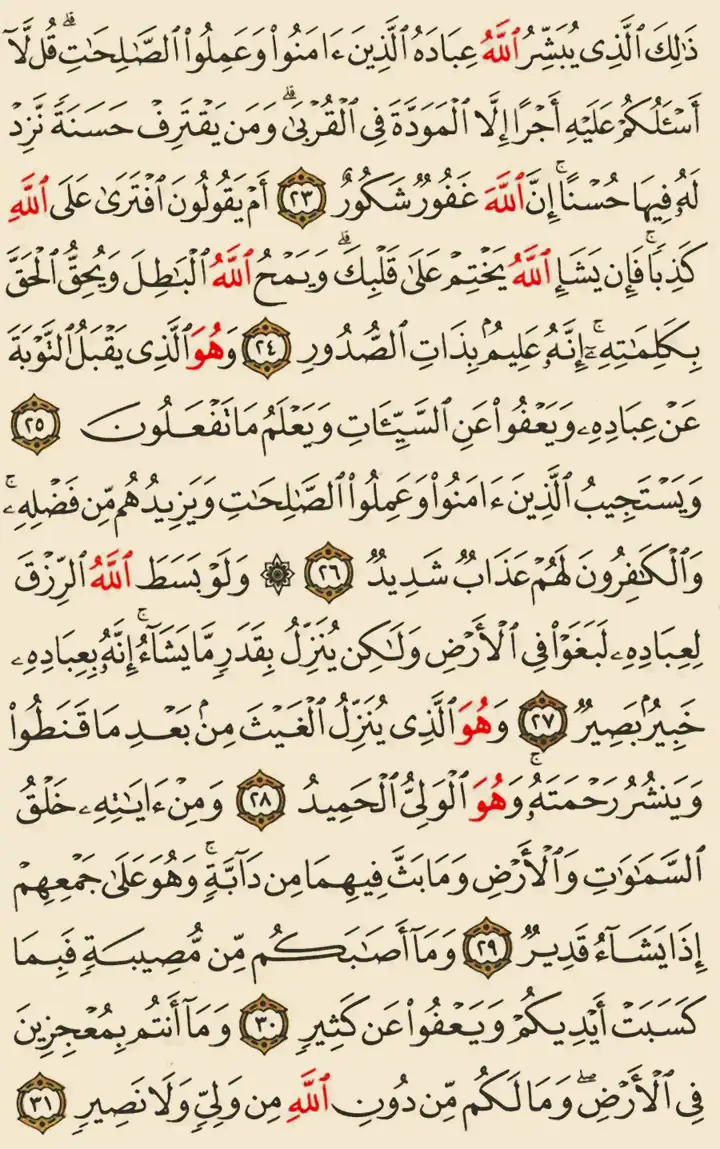 ذَٰلِكَ ٱلَّذِى يُبَشِّرُ ٱللَّهُ عِبَادَهُ ٱلَّذِينَ ءَامَنُوا۟ وَعَمِلُوا۟ ٱلصَّٰلِحَٰتِ ۗ قُل لَّآ
أَسْـَٔلُكُمْ عَلَيْهِ أَجْرًا إِلَّا ٱلْمَوَدَّةَ فِى ٱلْقُرْبَىٰ ۗ وَمَن يَقْتَرِفْ حَسَنَةً نَّزِدْ
لَهُۥ فِيهَا حُسْنًا ۚ إِنَّ ٱللَّهَ غَفُورٌ شَكُورٌ ٢٣ أَمْ يَقُولُونَ ٱفْتَرَىٰ عَلَى ٱللَّهِ
كَذِبًا ۖ فَإِن يَشَإِ ٱللَّهُ يَخْتِمْ عَلَىٰ قَلْبِكَ ۗ وَيَمْحُ ٱللَّهُ ٱلْبَٰطِلَ وَيُحِقُّ ٱلْحَقَّ
بِكَلِمَٰتِهِۦٓ ۚ إِنَّهُۥ عَلِيمٌۢ بِذَاتِ ٱلصُّدُورِ ٢٤ وَهُوَ ٱلَّذِى يَقْبَلُ ٱلتَّوْبَةَ
عَنْ عِبَادِهِۦ وَيَعْفُوا۟ عَنِ ٱلسَّيِّـَٔاتِ وَيَعْلَمُ مَا تَفْعَلُونَ ٢٥
وَيَسْتَجِيبُ ٱلَّذِينَ ءَامَنُوا۟ وَعَمِلُوا۟ ٱلصَّٰلِحَٰتِ وَيَزِيدُهُم مِّن فَضْلِهِۦ ۚ
وَٱلْكَٰفِرُونَ لَهُمْ عَذَابٌ شَدِيدٌ ٢٦ ۞ وَلَوْ بَسَطَ ٱللَّهُ ٱلرِّزْقَ
لِعِبَادِهِۦ لَبَغَوْا۟ فِى ٱلْأَرْضِ وَلَٰكِن يُنَزِّلُ بِقَدَرٍ مَّا يَشَآءُ ۚ إِنَّهُۥ بِعِبَادِهِۦ
خَبِيرٌۢ بَصِيرٌ ٢٧ وَهُوَ ٱلَّذِى يُنَزِّلُ ٱلْغَيْثَ مِنۢ بَعْدِ مَا قَنَطُوا۟
وَيَنشُرُ رَحْمَتَهُۥ ۚ وَهُوَ ٱلْوَلِىُّ ٱلْحَمِيدُ ٢٨ وَمِنْ ءَايَٰتِهِۦ خَلْقُ
ٱلسَّمَٰوَٰتِ وَٱلْأَرْضِ وَمَا بَثَّ فِيهِمَا مِن دَآبَّةٍ ۚ وَهُوَ عَلَىٰ جَمْعِهِمْ
إِذَا يَشَآءُ قَدِيرٌ ٢٩ وَمَآ أَصَٰبَكُم مِّن مُّصِيبَةٍ فَبِمَا
كَسَبَتْ أَيْدِيكُمْ وَيَعْفُوا۟ عَن كَثِيرٍ ٣٠ وَمَآ أَنتُم بِمُعْجِزِينَ
فِى ٱلْأَرْضِ ۖ وَمَا لَكُم مِّن دُونِ ٱللَّهِ مِن وَلِىٍّ وَلَا نَصِيرٍ ٣١